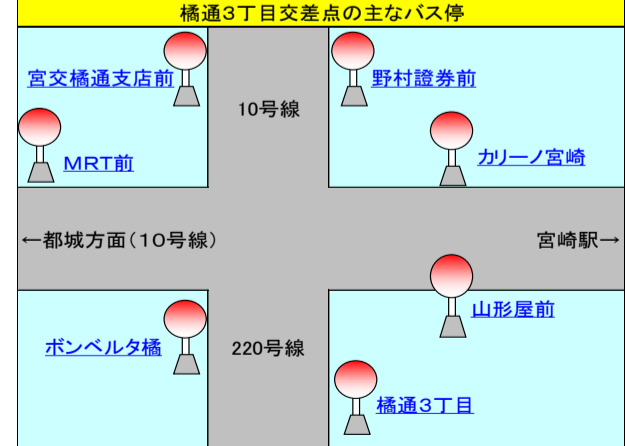 橘通３丁目交差点の主なバス停
宮交橘通支店前
野村證券前
10号線
MRT前
カリーノ宮崎
←都城方面（１０号線）
宮崎駅→
山形屋前
ボンベルタ橘
220号線
橘通３丁目